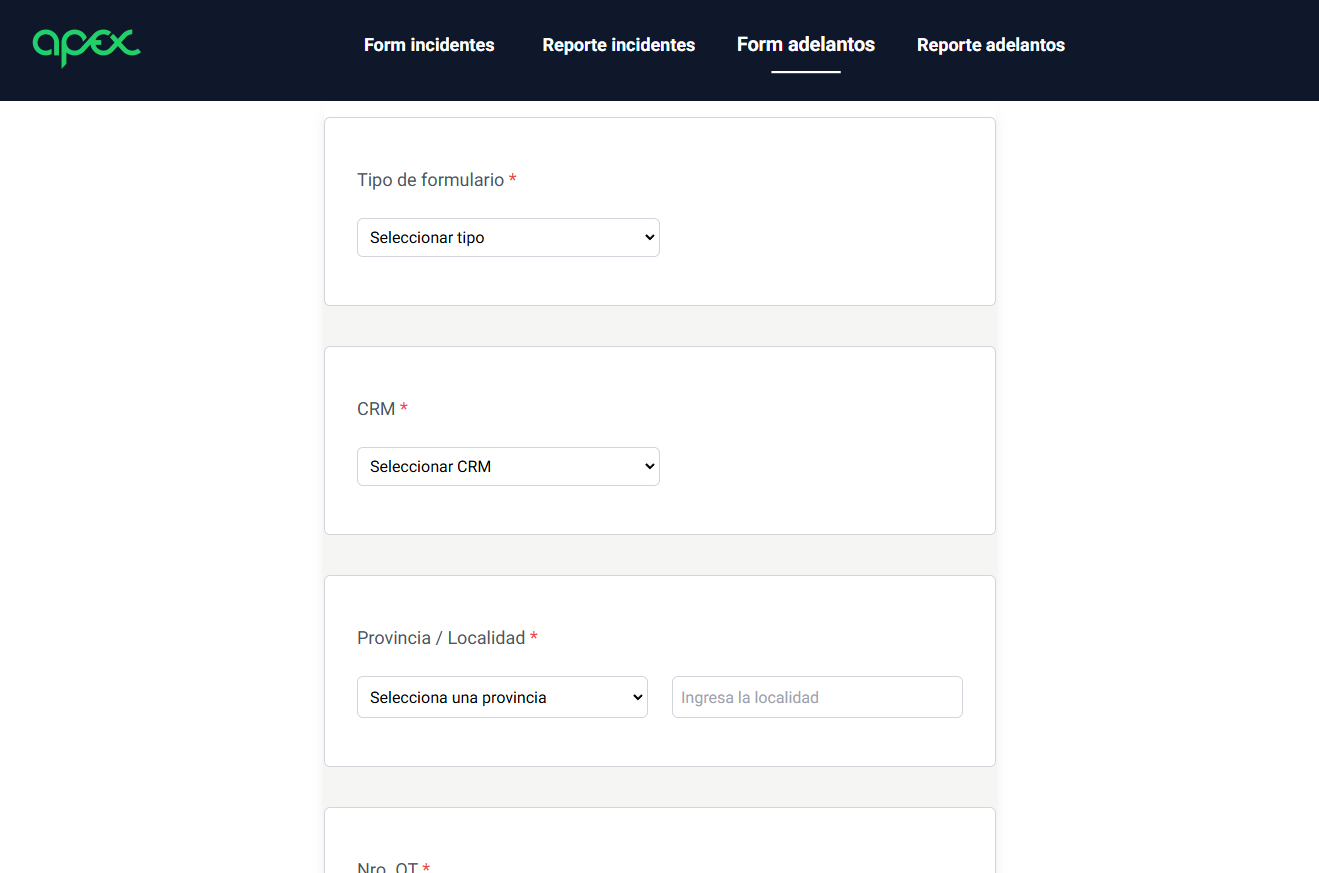 apex
Form incidentes
Reporte incidentes
Form adelantos
Reporte adelantos
Tipo de formulario *
Seleccionar tipo
CRM *
Seleccionar CRM
Provincia / Localidad *
Selecciona una provincia
Ingresa la localidad
Nro. OT *